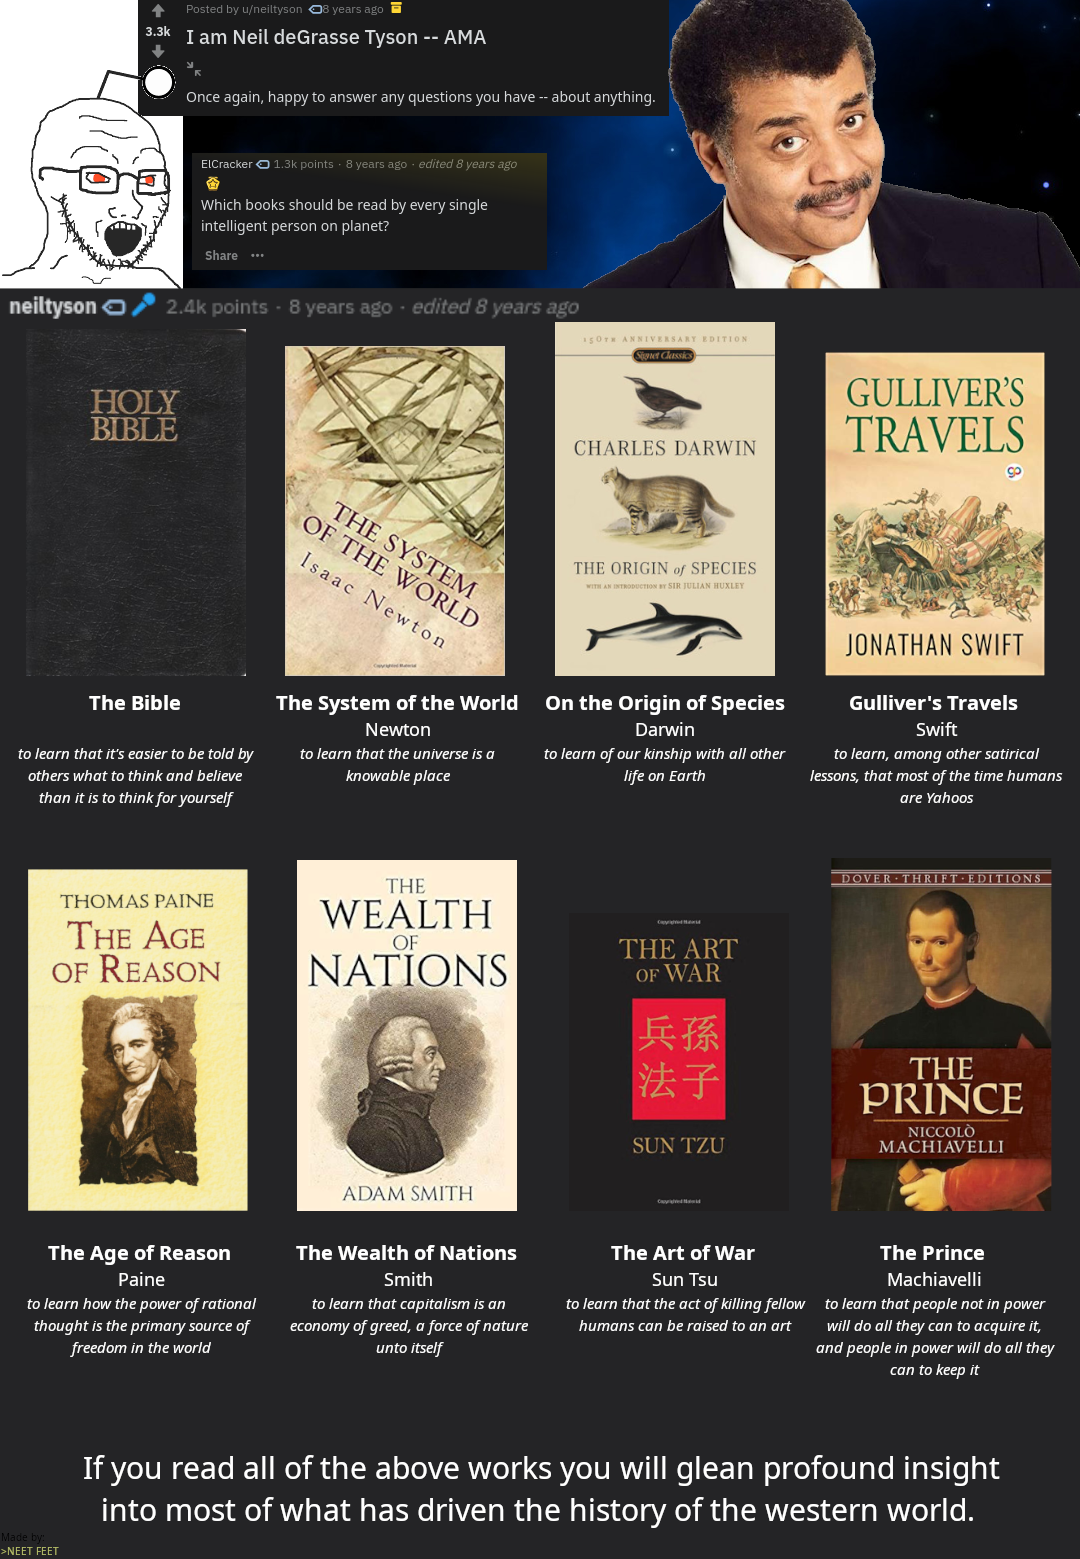 Posted by u/neiltyson 8 years ago
3.3k
I am Neil deGrasse Tyson -- AMA
Once again, happy to answer any questions you have -- about anything.
ElCracker 1.3k points · 8 years ago · edited 8 years ago
Which books should be read by every single
intelligent person on planet?
Share •••
neiltyson 2.4k points · 8 years ago · edited 8 years ago
HOLY
BIBLE
THE SYSTEM
OF THE WORLD
Isaac Newton
Copyrighted Material
150TH ANNIVERSARY EDITION
Signet Classics
CHARLES DARWIN
THE ORIGIN of SPECIES
WITH AN INTRODUCTION BY SIR JULIAN HUXLEY
GULLIVER'S
TRAVELS
JONATHAN SWIFT
The Bible
to learn that it's easier to be told by
others what to think and believe
than it is to think for yourself
The System of the World
Newton
to learn that the universe is a
knowable place
On the Origin of Species
Darwin
to learn of our kinship with all other
life on Earth
Gulliver's Travels
Swift
to learn, among other satirical
lessons, that most of the time humans
are Yahoos
THOMAS PAINE
THE AGE
OF REASON
THE
WEALTH
OF
NATIONS
ADAM SMITH
Copyrighted Material
THE ART
OF WAR
兵孫
法子
SUN TZU
Copyrighted Material
DOVER·THRIFT·EDITIONS
THE
PRINCE
NICCOLÒ
MACHIAVELLI
The Age of Reason
Paine
to learn how the power of rational
thought is the primary source of
freedom in the world
The Wealth of Nations
Smith
to learn that capitalism is an
economy of greed, a force of nature
unto itself
The Art of War
Sun Tsu
to learn that the act of killing fellow
humans can be raised to an art
The Prince
Machiavelli
to learn that people not in power
will do all they can to acquire it,
and people in power will do all they
can to keep it
If you read all of the above works you will glean profound insight
into most of what has driven the history of the western world.
Made by:
>NEET FEET